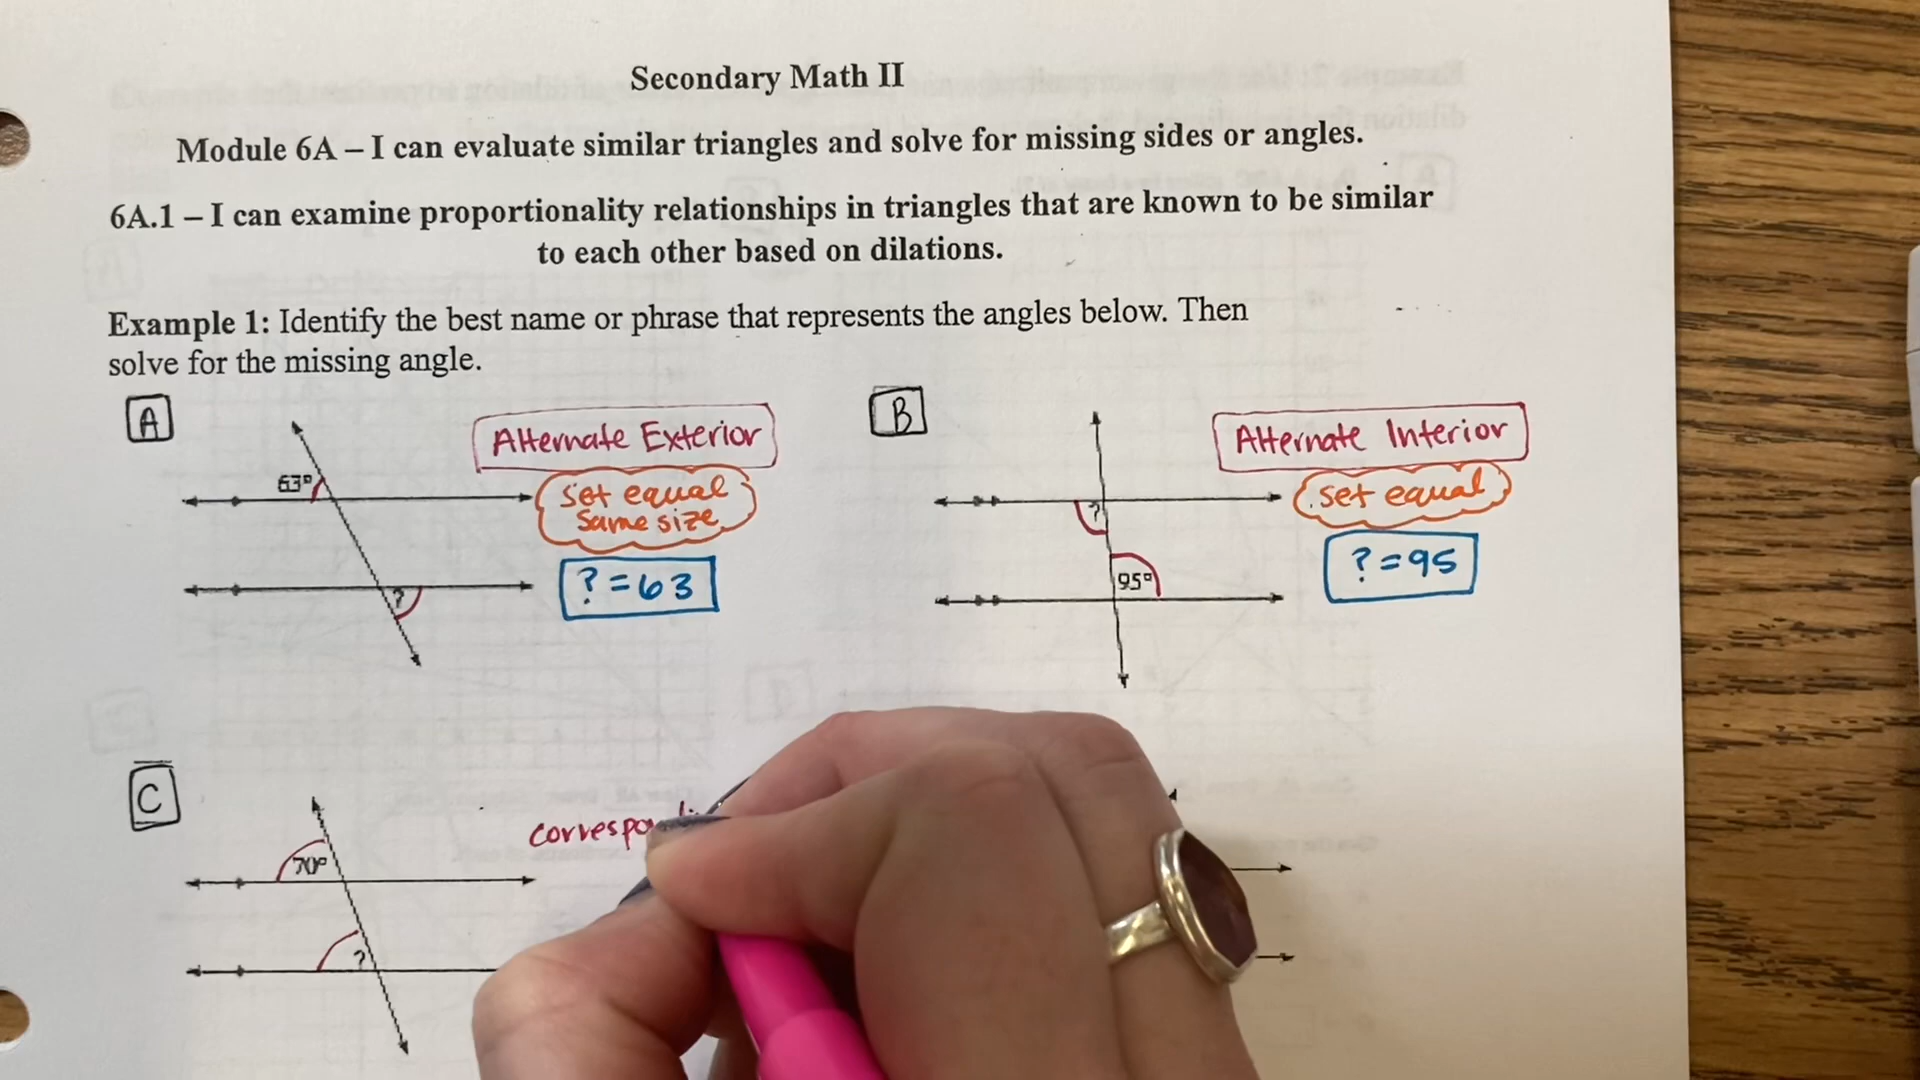 Secondary Math II
Module 6A – I can evaluate similar triangles and solve for missing sides or angles.
6A.1 – I can examine proportionality relationships in triangles that are known to be similar
to each other based on dilations.
Example 1: Identify the best name or phrase that represents the angles below. Then
solve for the missing angle.
A
63°
?
Alternate Exterior
set equal
same size
? = 63
B
?
95°
Alternate Interior
set equal
? = 95
C
70°
?